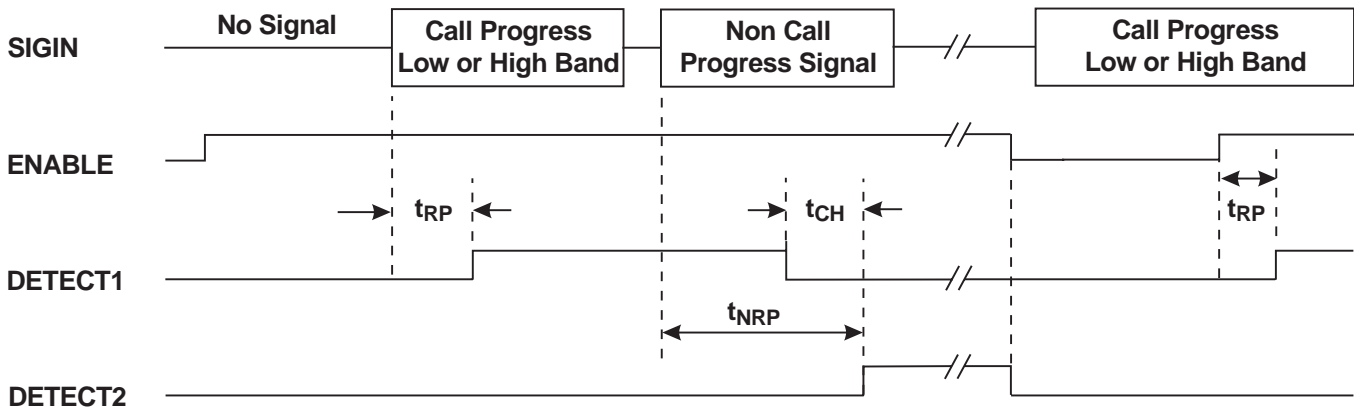 No Signal
SIGIN
Call Progress
Low or High Band
Non Call
Progress Signal
Call Progress
Low or High Band
ENABLE
tRP
tCH
tRP
DETECT1
tNRP
DETECT2